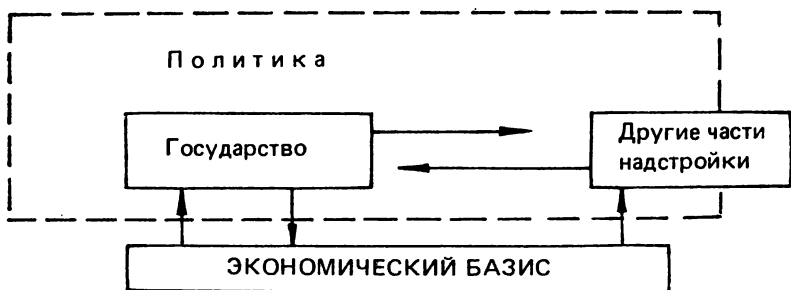 Политика
Государство
Другие части
надстройки
ЭКОНОМИЧЕСКИЙ БАЗИС